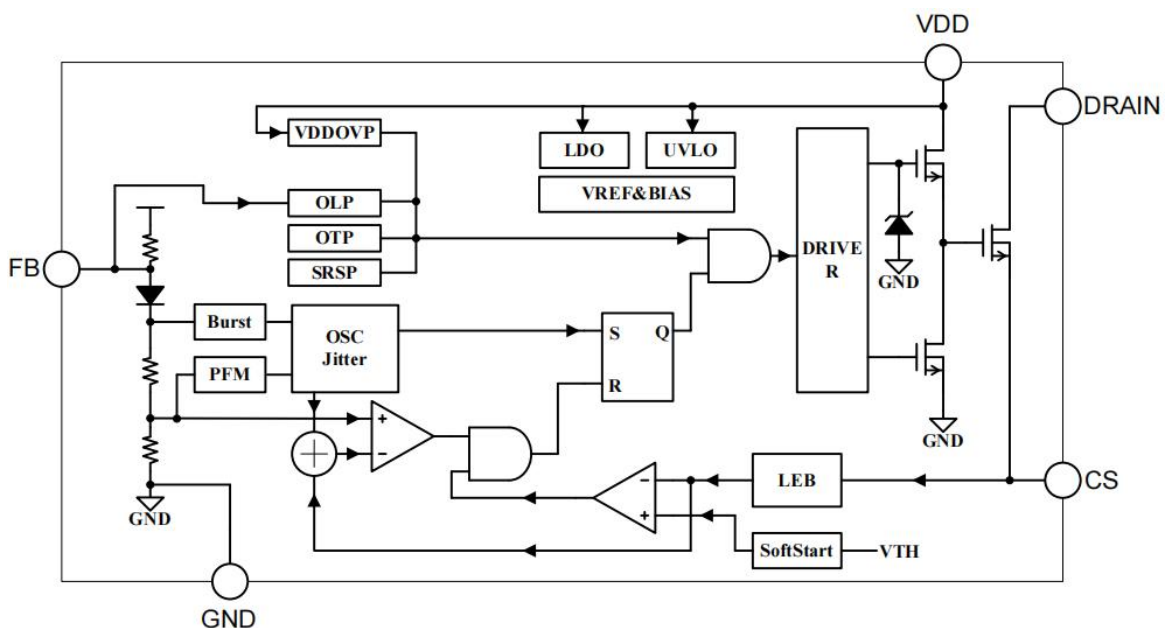 VDD
DRAIN
VDDOVP
LDO
UVLO
VREF&BIAS
OLP
OTP
SRSP
FB
DRIVE
R
GND
Burst
OSC
Jitter
PFM
S
Q
R
+
-
GND
LEB
CS
-
+
SoftStart
VTH
GND
GND